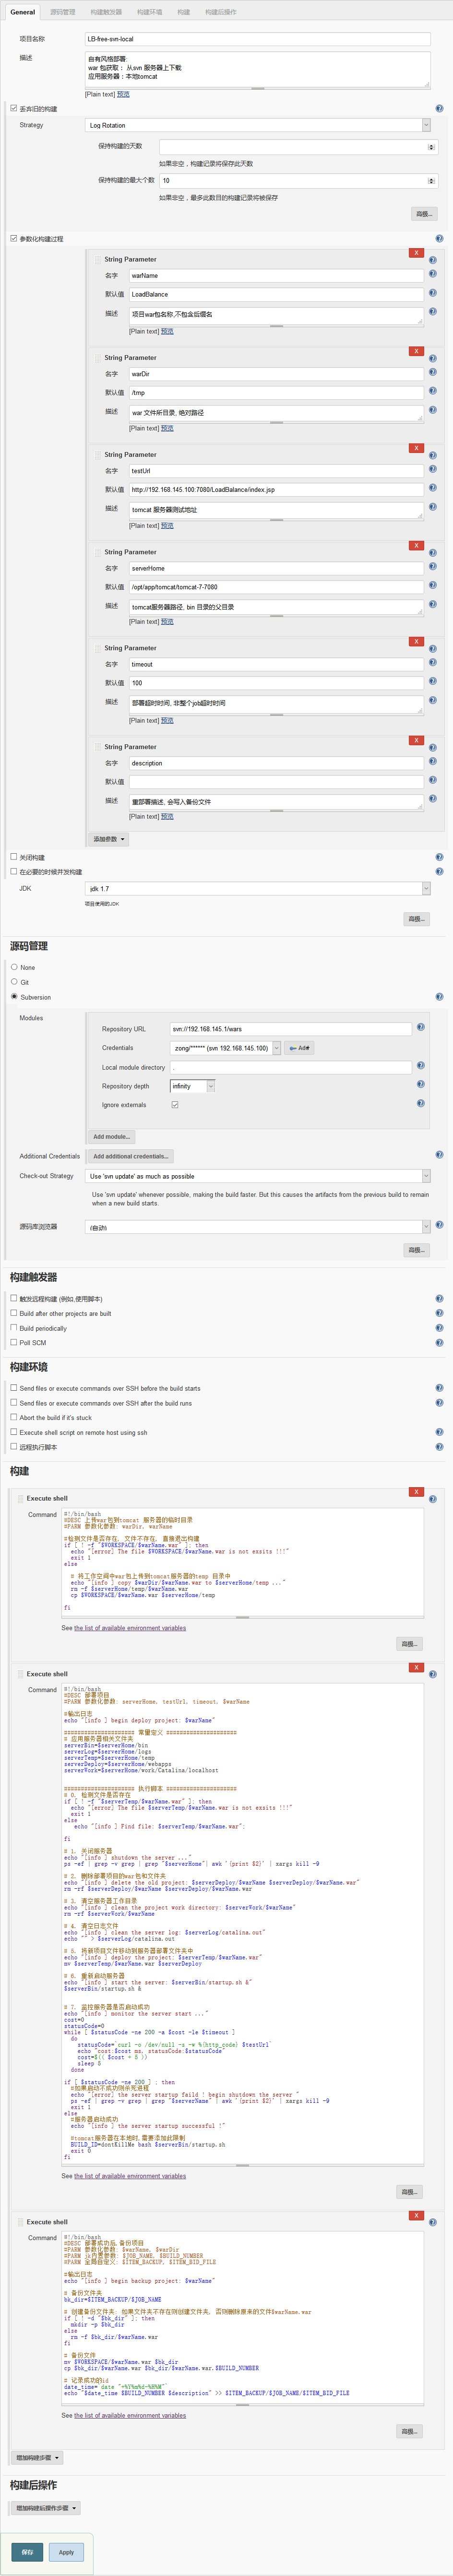 General 源码管理 构建触发器 构建环境 构建 构建后操作
项目名称 LB-free-svn-local
描述 自有风格部署:
war 包获取： 从svn 服务器上下载
应用服务器：本地tomcat
[Plain text] 预览
丢弃旧的构建
Strategy Log Rotation
保持构建的天数
如果非空，构建记录将保存此天数
保持构建的最大个数 10
如果非空，最多此数目的构建记录将被保存
高级...
参数化构建过程
X
String Parameter
名字 warName
默认值 LoadBalance
描述 项目war包名称,不包含后缀名
[Plain text] 预览
X
String Parameter
名字 warDir
默认值 /tmp
描述 war 文件所目录, 绝对路径
[Plain text] 预览
X
String Parameter
名字 testUrl
默认值 http://192.168.145.100:7080/LoadBalance/index.jsp
描述 tomcat 服务器测试地址
[Plain text] 预览
X
String Parameter
名字 serverHome
默认值 /opt/app/tomcat/tomcat-7-7080
描述 tomcat服务器路径, bin 目录的父目录
[Plain text] 预览
X
String Parameter
名字 timeout
默认值 100
描述 部署超时时间, 非整个job超时时间
[Plain text] 预览
X
String Parameter
名字 description
默认值
描述 重部署描述, 会写入备份文件
[Plain text] 预览
添加参数
关闭构建
在必要的时候并发构建
JDK jdk 1.7
项目使用的JDK
高级...
源码管理
None
Git
Subversion
Modules
Repository URL svn://192.168.145.1/wars
Credentials zong/****** (svn 192.168.145.100) Add
Local module directory .
Repository depth infinity
Ignore externals
Add module...
Additional Credentials Add additional credentials...
Check-out Strategy Use 'svn update' as much as possible
Use 'svn update' whenever possible, making the build faster. But this causes the artifacts from the previous build to remain
when a new build starts.
源码库浏览器 (自动)
高级...
构建触发器
触发远程构建 (例如,使用脚本)
Build after other projects are built
Build periodically
Poll SCM
构建环境
Send files or execute commands over SSH before the build starts
Send files or execute commands over SSH after the build runs
Abort the build if it's stuck
Execute shell script on remote host using ssh
远程执行脚本
构建
X
Execute shell
Command #!/bin/bash
#DESC 上传war包到tomcat 服务器的临时目录
#PARM 参数化参数: warDir, warName
#检测文件是否存在, 文件不存在, 直接退出构建
if [ ! -f "$WORKSPACE/$warName.war" ]; then
echo "[error] The file $WORKSPACE/$warName.war is not exsits !!!"
exit 1
else
# 将工作空间中war包上传到tomcat服务器的temp 目录中
echo "[info ] copy $warDir/$warName.war to $serverHome/temp ..."
rm -f $serverHome/temp/$warName.war
cp $WORKSPACE/$warName.war $serverHome/temp
fi
See the list of available environment variables
高级...
X
Execute shell
Command #!/bin/bash
#DESC 部署项目
#PARM 参数化参数: serverHome, testUrl, timeout, $warName
#输出日志
echo "[info ] begin deploy project: $warName"
##################### 常量定义 #####################
# 应用服务器相关文件夹
serverBin=$serverHome/bin
serverLog=$serverHome/logs
serverTemp=$serverHome/temp
serverDeploy=$serverHome/webapps
serverWork=$serverHome/work/Catalina/localhost
##################### 执行脚本 #####################
# 0. 检测文件是否存在
if [ ! -f "$serverTemp/$warName.war" ]; then
echo "[error] The file $serverTemp/$warName.war is not exsits !!!"
exit 1
else
echo "[info ] Find file: $serverTemp/$warName.war".
fi
# 1. 关闭服务器
echo "[info ] shutdown the server ..."
ps -ef | grep -v grep | grep "$serverHome"| awk '{print $2}' | xargs kill -9
# 2. 删除部署项目的war包和文件夹
echo "[info ] delete the old project: $serverDeploy/$warName $serverDeploy/$warName.war"
rm -rf $serverDeploy/$warName $serverDeploy/$warName.war
# 3. 清空服务器工作目录
echo "[info ] clean the project work directory: $serverWork/$warName"
rm -rf $serverWork/$warName
# 4. 清空日志文件
echo "[info ] clean the server log: $serverLog/catalina.out"
echo "" > $serverLog/catalina.out
# 5. 将新项目文件移动到服务器部署文件夹中
echo "[info ] deploy the project: $serverTemp/$warName.war"
mv $serverTemp/$warName.war $serverDeploy
# 6. 重新启动服务器
echo "[info ] start the server: $serverBin/startup.sh &"
$serverBin/startup.sh &
# 7. 监控服务器是否启动成功
echo "[info ] monitor the server start ..."
cost=0
statusCode=0
while [ $statusCode -ne 200 -a $cost -le $timeout ]
do
statusCode=`curl -o /dev/null -s -w %{http_code} $testUrl`
echo "cost:$cost ms, statusCode:$statusCode"
cost=$(( $cost + 5 ))
sleep 5
done
if [ $statusCode -ne 200 ] ; then
#如果启动不成功则杀死进程
echo "[error] the server startup faild ! begin shutdown the server "
ps -ef | grep -v grep | grep "$serverName" | awk '{print $2}' | xargs kill -9
exit 1
else
#服务器启动成功
echo "[info ] the server startup successful !"
#tomcat服务器在本地时,需要添加此限制
BUILD_ID=dontKillMe bash $serverBin/startup.sh
exit 0
fi
See the list of available environment variables
高级...
X
Execute shell
Command #!/bin/bash
#DESC 部署成功后,备份项目
#PARM 参数化参数: $warName, $warDir
#PARM jk内置参数: $JOB_NAME, $BUILD_NUMBER
#PARM 全局自定义: $ITEM_BACKUP, $ITEM_BID_FILE
#输出日志
echo "[info ] begin backup project: $warName"
# 备份文件夹
bk_dir=$ITEM_BACKUP/$JOB_NAME
# 创建备份文件夹: 如果文件夹不存在则创建文件夹, 否则删除原来的文件$warName.war
if [ ! -d "$bk_dir" ]; then
mkdir -p $bk_dir
else
rm -f $bk_dir/$warName.war
fi
# 备份文件
mv $WORKSPACE/$warName.war $bk_dir
cp $bk_dir/$warName.war $bk_dir/$warName.war.$BUILD_NUMBER
# 记录成功的id
date_time=`date "+%Y%m%d-%H%M"`
echo "$date_time $BUILD_NUMBER $description" >> $ITEM_BACKUP/$JOB_NAME/$ITEM_BID_FILE
See the list of available environment variables
高级...
增加构建步骤
构建后操作
增加构建后操作步骤
保存 Apply